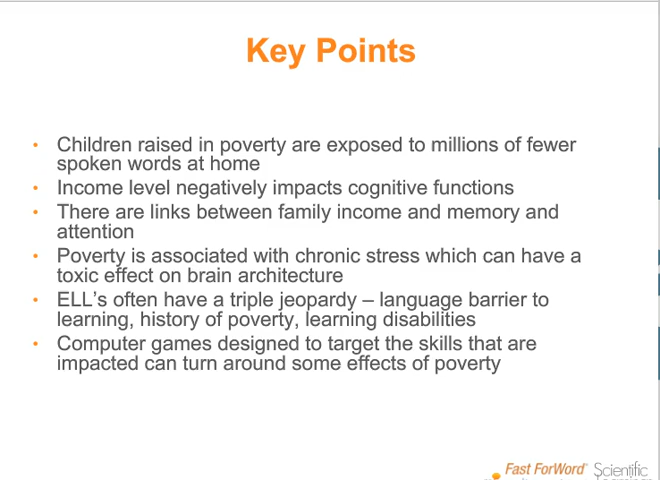 Key Points
• Children raised in poverty are exposed to millions of fewer
spoken words at home
• Income level negatively impacts cognitive functions
• There are links between family income and memory and
attention
• Poverty is associated with chronic stress which can have a
toxic effect on brain architecture
• ELL’s often have a triple jeopardy – language barrier to
learning, history of poverty, learning disabilities
• Computer games designed to target the skills that are
impacted can turn around some effects of poverty
Fast ForWord Scientific